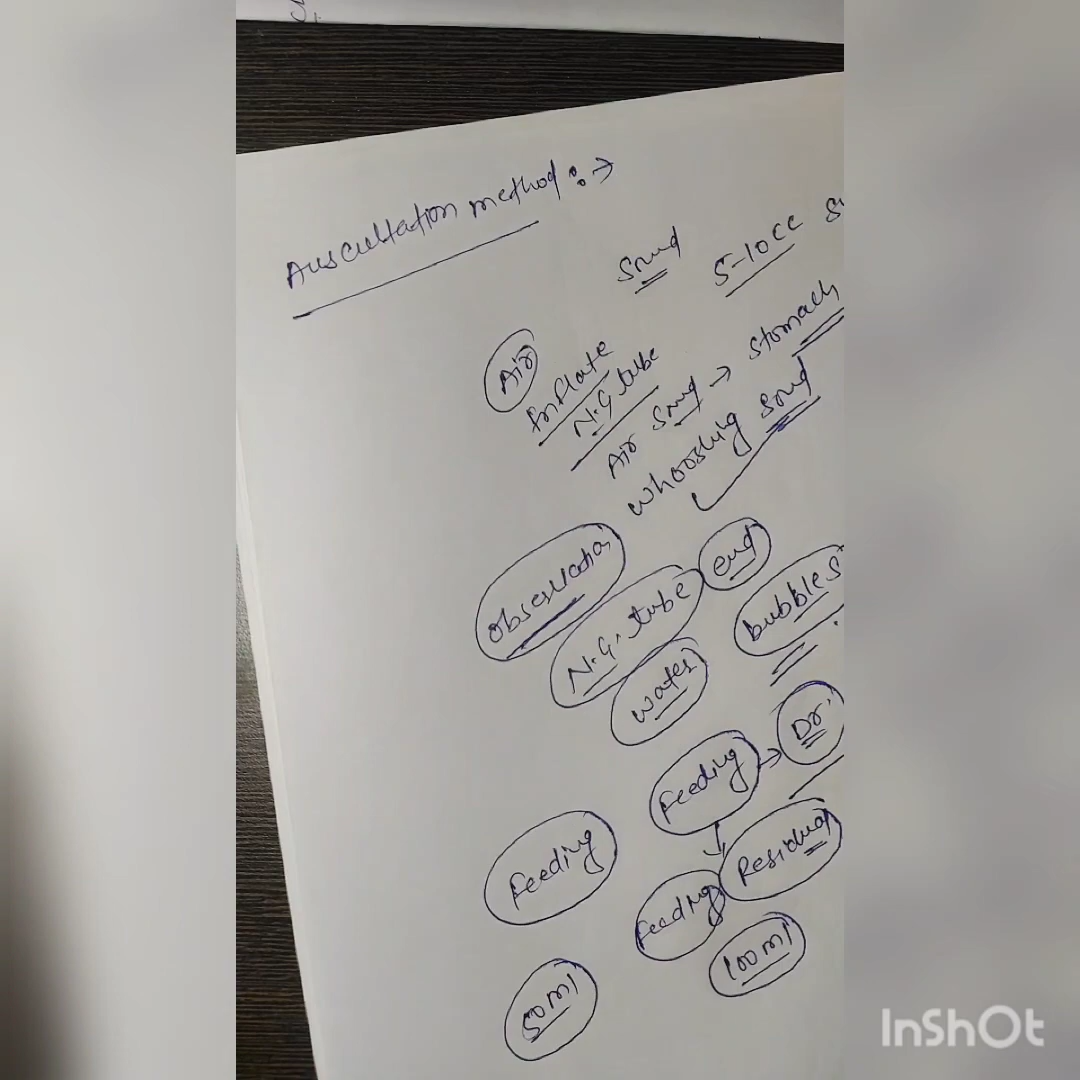 Auscultation method :→
Sound
5-10cc
Air
Inflate
N.G tube
Air Sound → Stomach
Whooshing Sound
Observation
N.G. tube end
Water bubbles
Feeding → Dr.
Feeding
Feeding Residual
50ml
100ml
InShOt